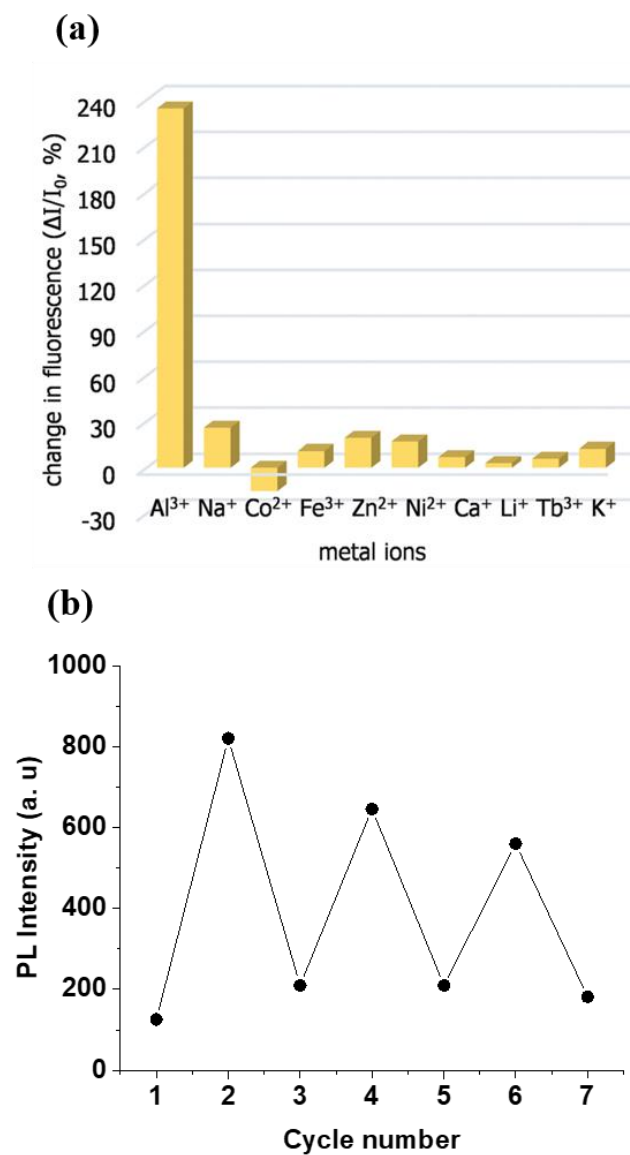 (a)
240
210
180
150
120
90
60
30
0
-30
change in fluorescence (ΔI/I₀, %)
Al³⁺ Na⁺ Co²⁺ Fe³⁺ Zn²⁺ Ni²⁺ Ca⁺ Li⁺ Tb³⁺ K⁺
metal ions
(b)
1000
800
600
400
200
0
PL Intensity (a. u)
1 2 3 4 5 6 7
Cycle number